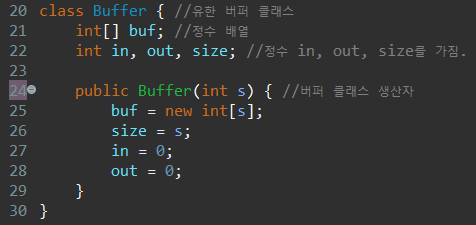 20 class Buffer { //유한 버퍼 클래스
21     int[] buf; //정수 배열
22     int in, out, size; //정수 in, out, size를 가짐.
23
24     public Buffer(int s) { //버퍼 클래스 생산자
25         buf = new int[s];
26         size = s;
27         in = 0;
28         out = 0;
29     }
30 }